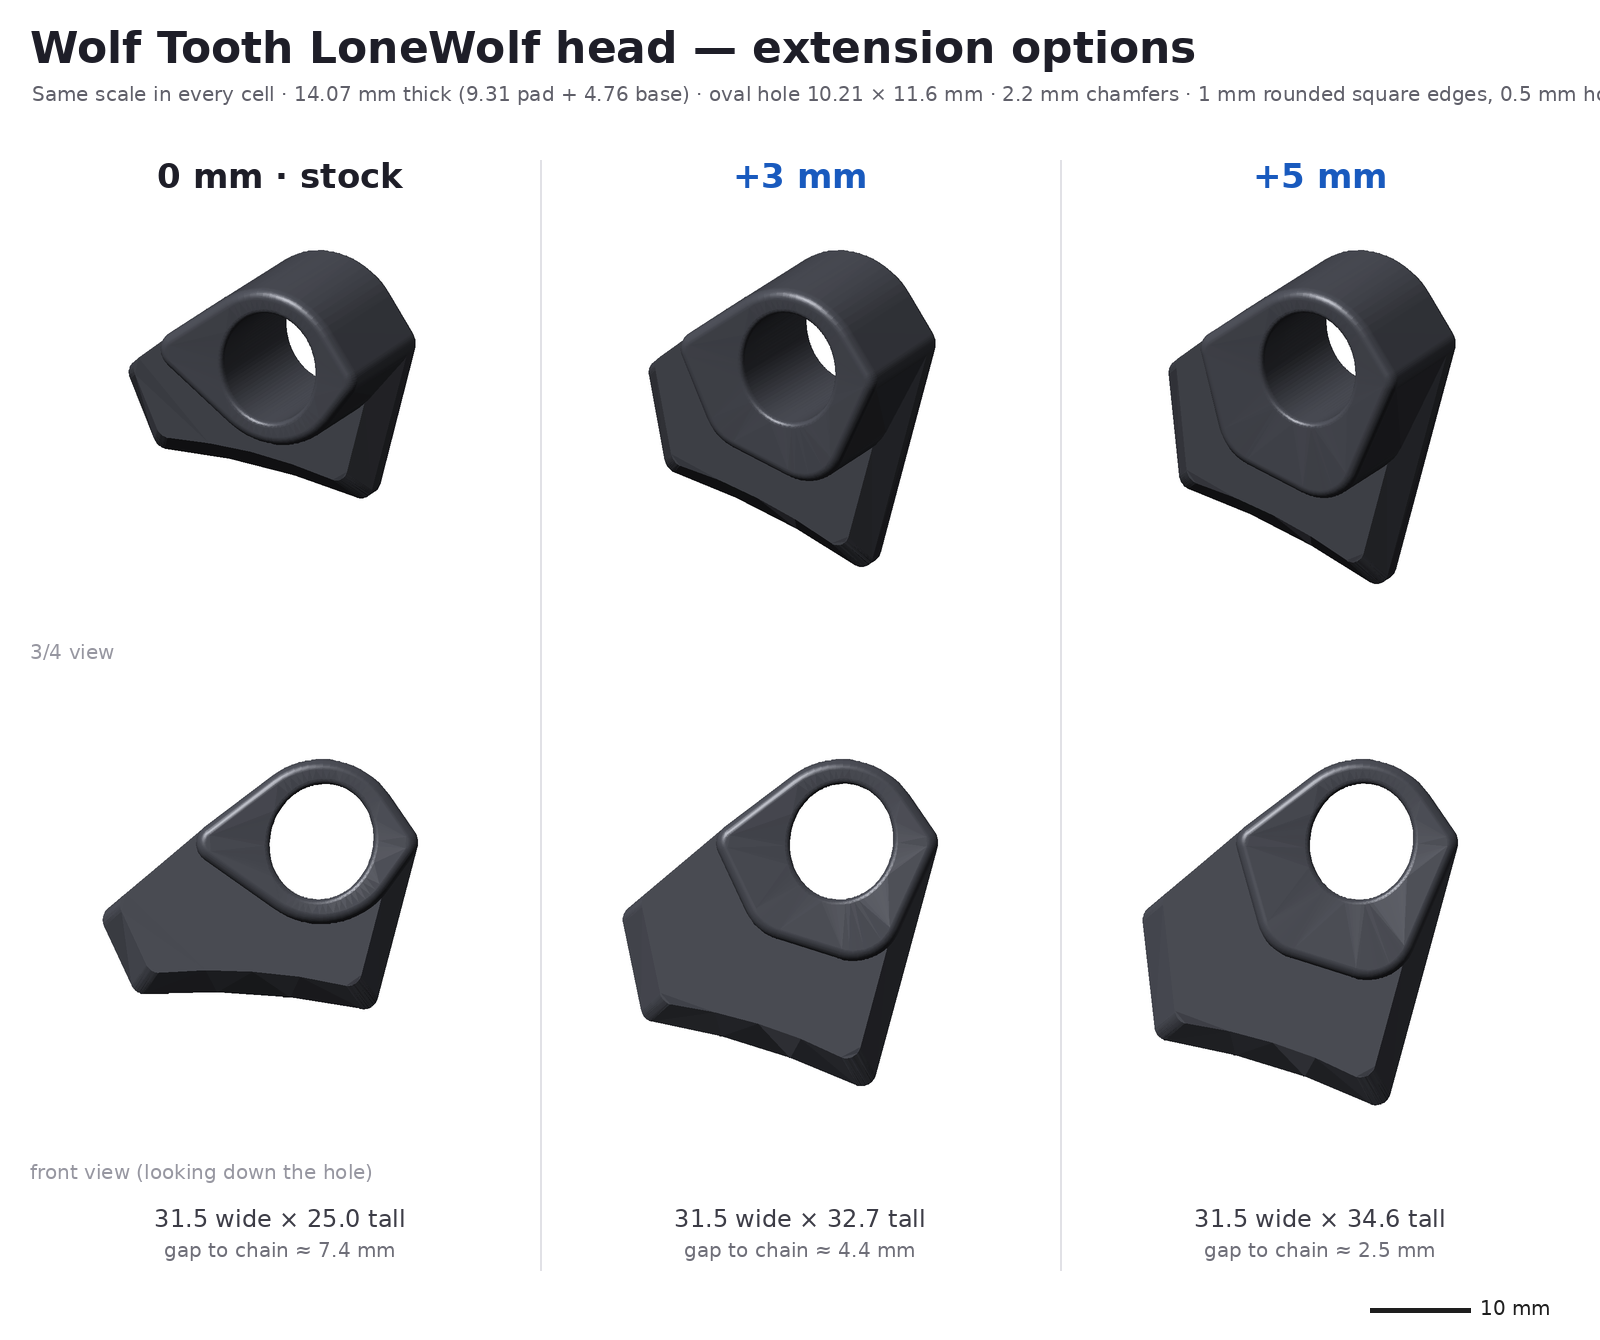 Wolf Tooth LoneWolf head — extension options
Same scale in every cell · 14.07 mm thick (9.31 pad + 4.76 base) · oval hole 10.21 × 11.6 mm · 2.2 mm chamfers · 1 mm rounded square edges, 0.5 mm
0 mm · stock
+3 mm
+5 mm
3/4 view
front view (looking down the hole)
31.5 wide × 25.0 tall
gap to chain ≈ 7.4 mm
31.5 wide × 32.7 tall
gap to chain ≈ 4.4 mm
31.5 wide × 34.6 tall
gap to chain ≈ 2.5 mm
10 mm